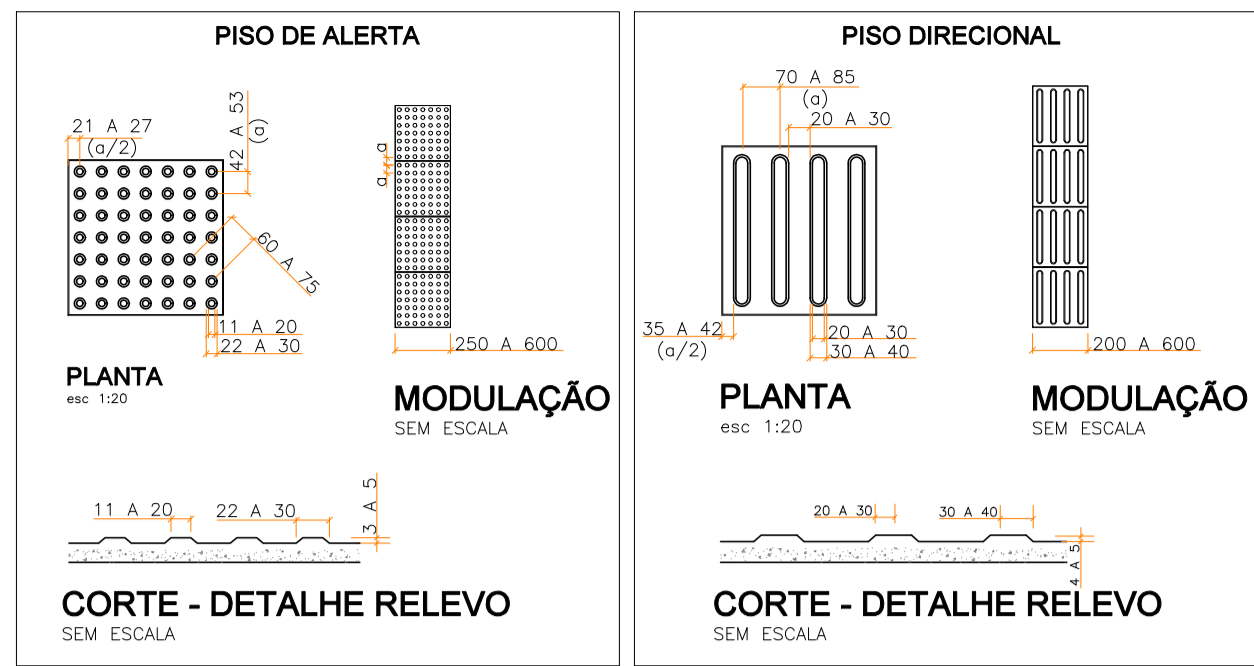 PISO DE ALERTA
21 A 27
(a/2)
42 A 53
(a)
a
a
60 A 75
11 A 20
22 A 30
250 A 600
PLANTA
esc 1:20
MODULAÇÃO
SEM ESCALA
11 A 20
22 A 30
3 A 5
CORTE - DETALHE RELEVO
SEM ESCALA
PISO DIRECIONAL
70 A 85
(a)
20 A 30
35 A 42
(a/2)
20 A 30
30 A 40
200 A 600
PLANTA
esc 1:20
MODULAÇÃO
SEM ESCALA
20 A 30
30 A 40
4 A 5
CORTE - DETALHE RELEVO
SEM ESCALA